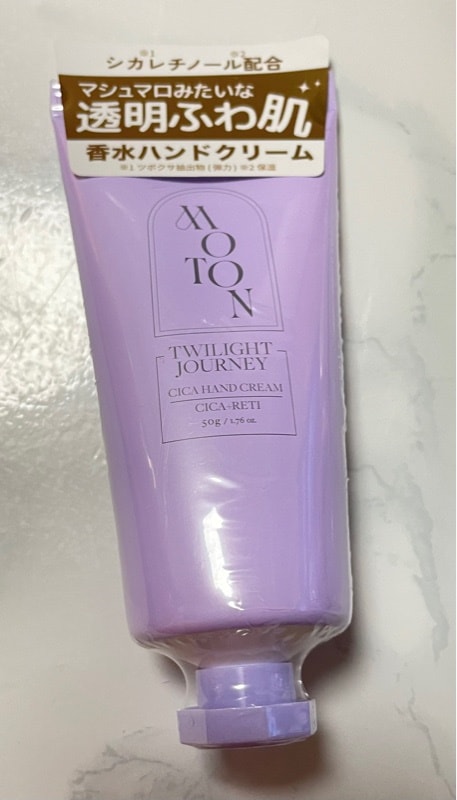 ※1 ※2
シカレチノール配合
マシュマロみたいな
透明ふわ肌
香水ハンドクリーム
※1 ツボクサ抽出物(弾力) ※2 保湿
MOTON
TWILIGHT
JOURNEY
CICA HAND CREAM
CICA+RETI
50g / 1.76 oz.